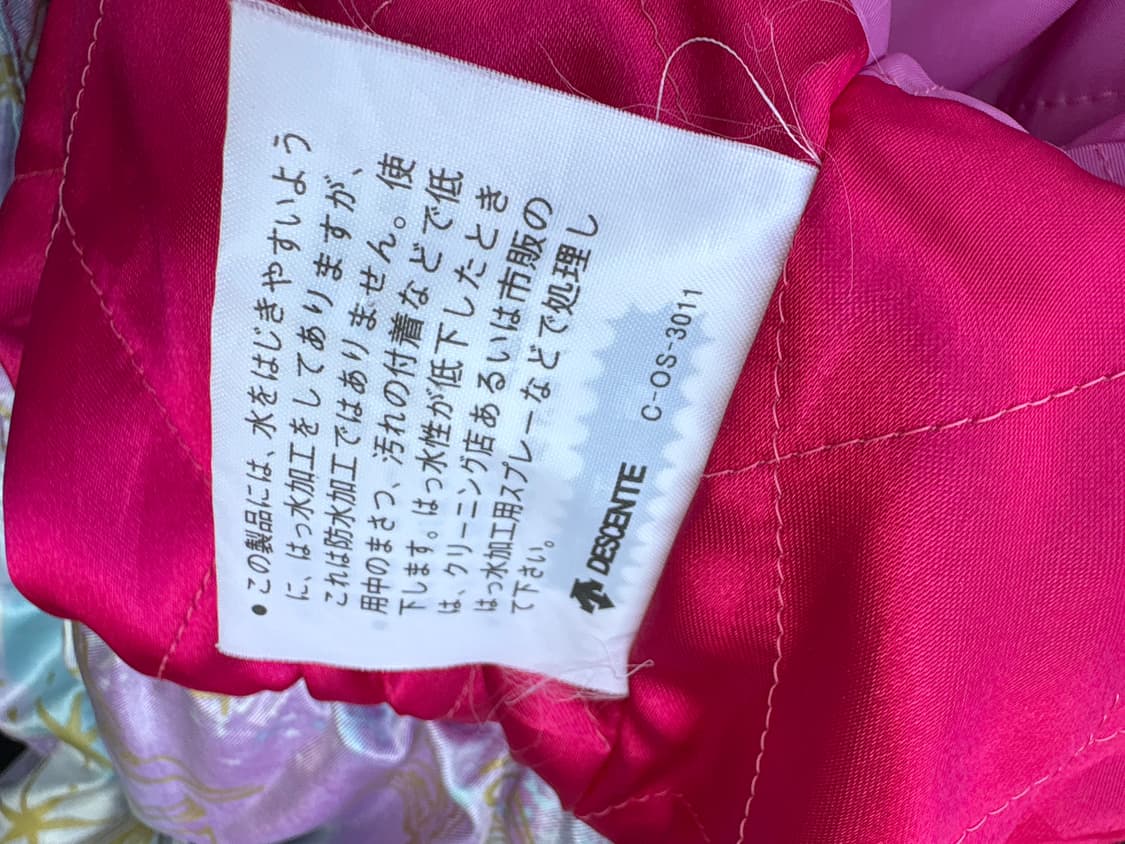 ●この製品には、水をはじきやすいよう
に、はっ水加工をしてありますが、
これは防水加工ではありません。使
用中のまさつ、汚れの付着などで低
下します。はっ水性が低下したとき
は、クリーニング店あるいは市販の
はっ水加工用スプレーなどで処理し
て下さい。
DESCENTE C-OS-3011